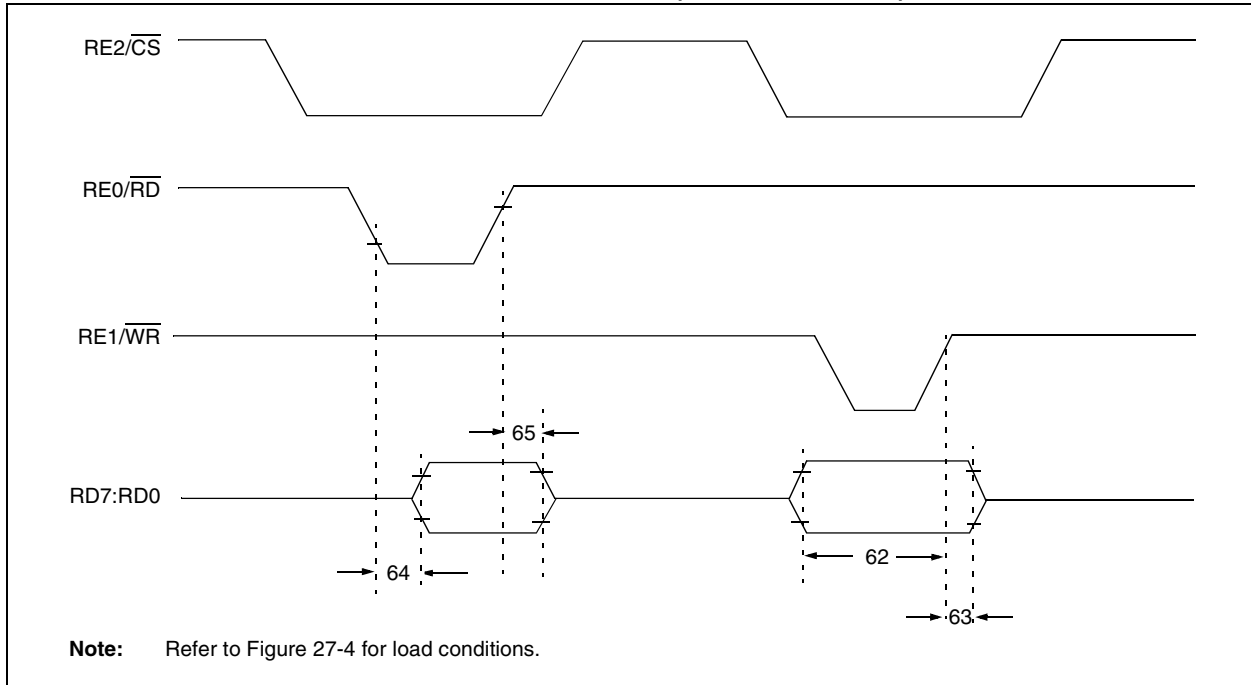 RE2/CS
RE0/RD
RE1/WR
65
RD7:RD0
62
64
63
Note: Refer to Figure 27-4 for load conditions.